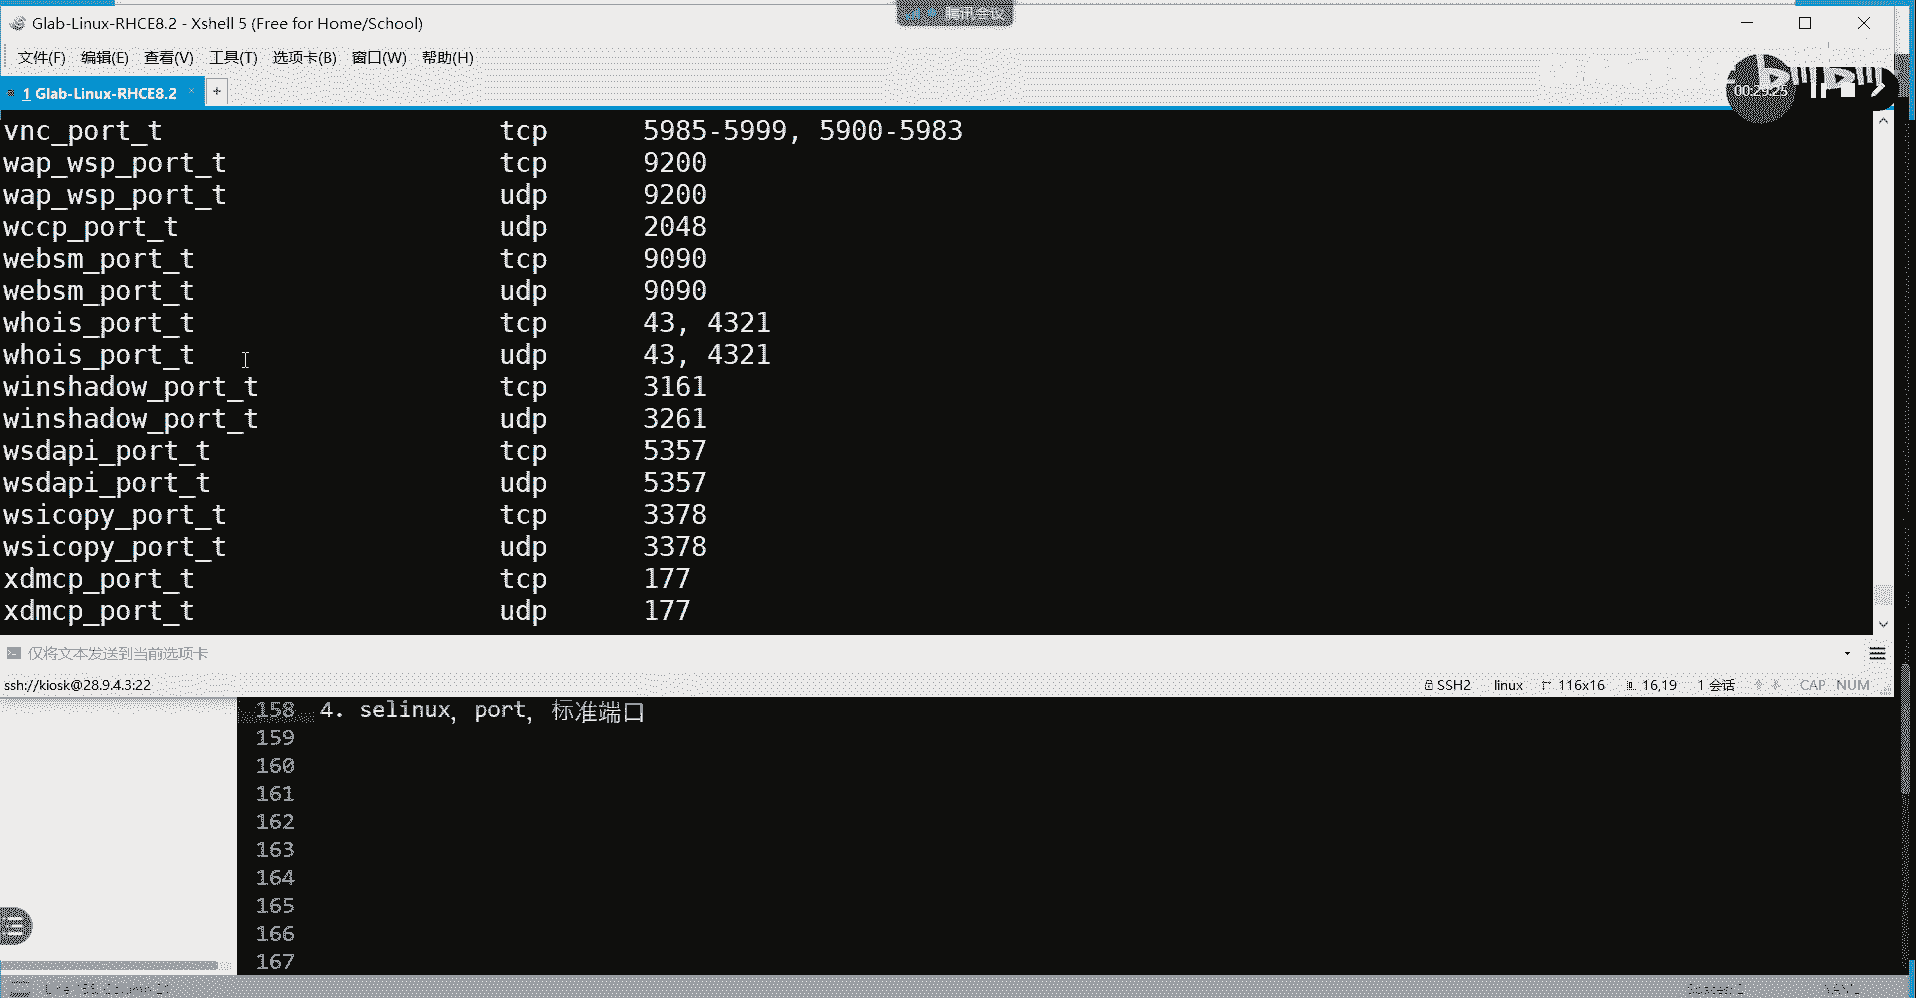 Glab-Linux-RHCE8.2 - Xshell 5 (Free for Home/School)
腾讯会议
文件(F) 编辑(E) 查看(V) 工具(T) 选项卡(B) 窗口(W) 帮助(H)
00:29:25
1 Glab-Linux-RHCE8.2
+
vnc_port_t tcp 5985-5999, 5900-5983
wap_wsp_port_t tcp 9200
wap_wsp_port_t udp 9200
wccp_port_t udp 2048
websm_port_t tcp 9090
websm_port_t udp 9090
whois_port_t tcp 43, 4321
whois_port_t udp 43, 4321
winshadow_port_t tcp 3161
winshadow_port_t udp 3261
wsdapi_port_t tcp 5357
wsdapi_port_t udp 5357
wsicopy_port_t tcp 3378
wsicopy_port_t udp 3378
xdmcp_port_t tcp 177
xdmcp_port_t udp 177
仅将文本发送到当前选项卡
ssh://kiosk@28.9.4.3:22 SSH2 linux 116x16 16,19 1 会话 CAP NUM
158 4. selinux, port, 标准端口
159
160
161
162
163
164
165
166
167